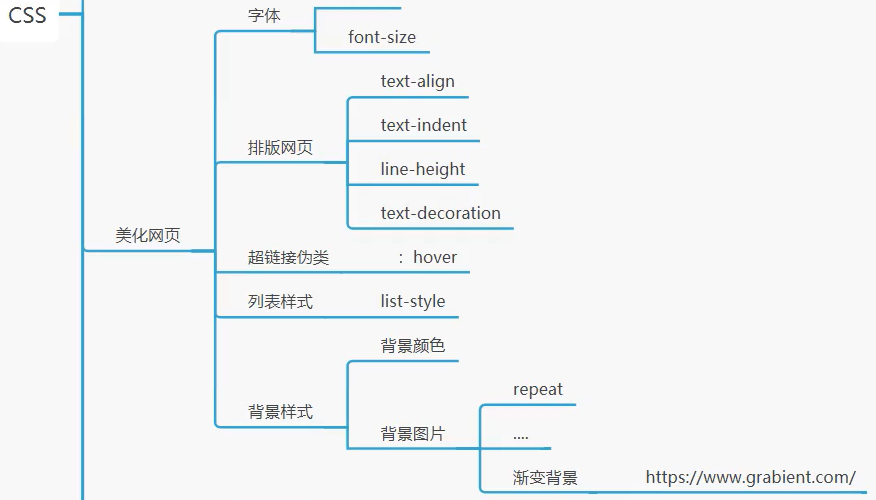 CSS
字体
font-size
text-align
text-indent
排版网页
line-height
text-decoration
美化网页
超链接伪类
：hover
列表样式
list-style
背景颜色
repeat
背景样式
背景图片
....
渐变背景
https://www.grabient.com/